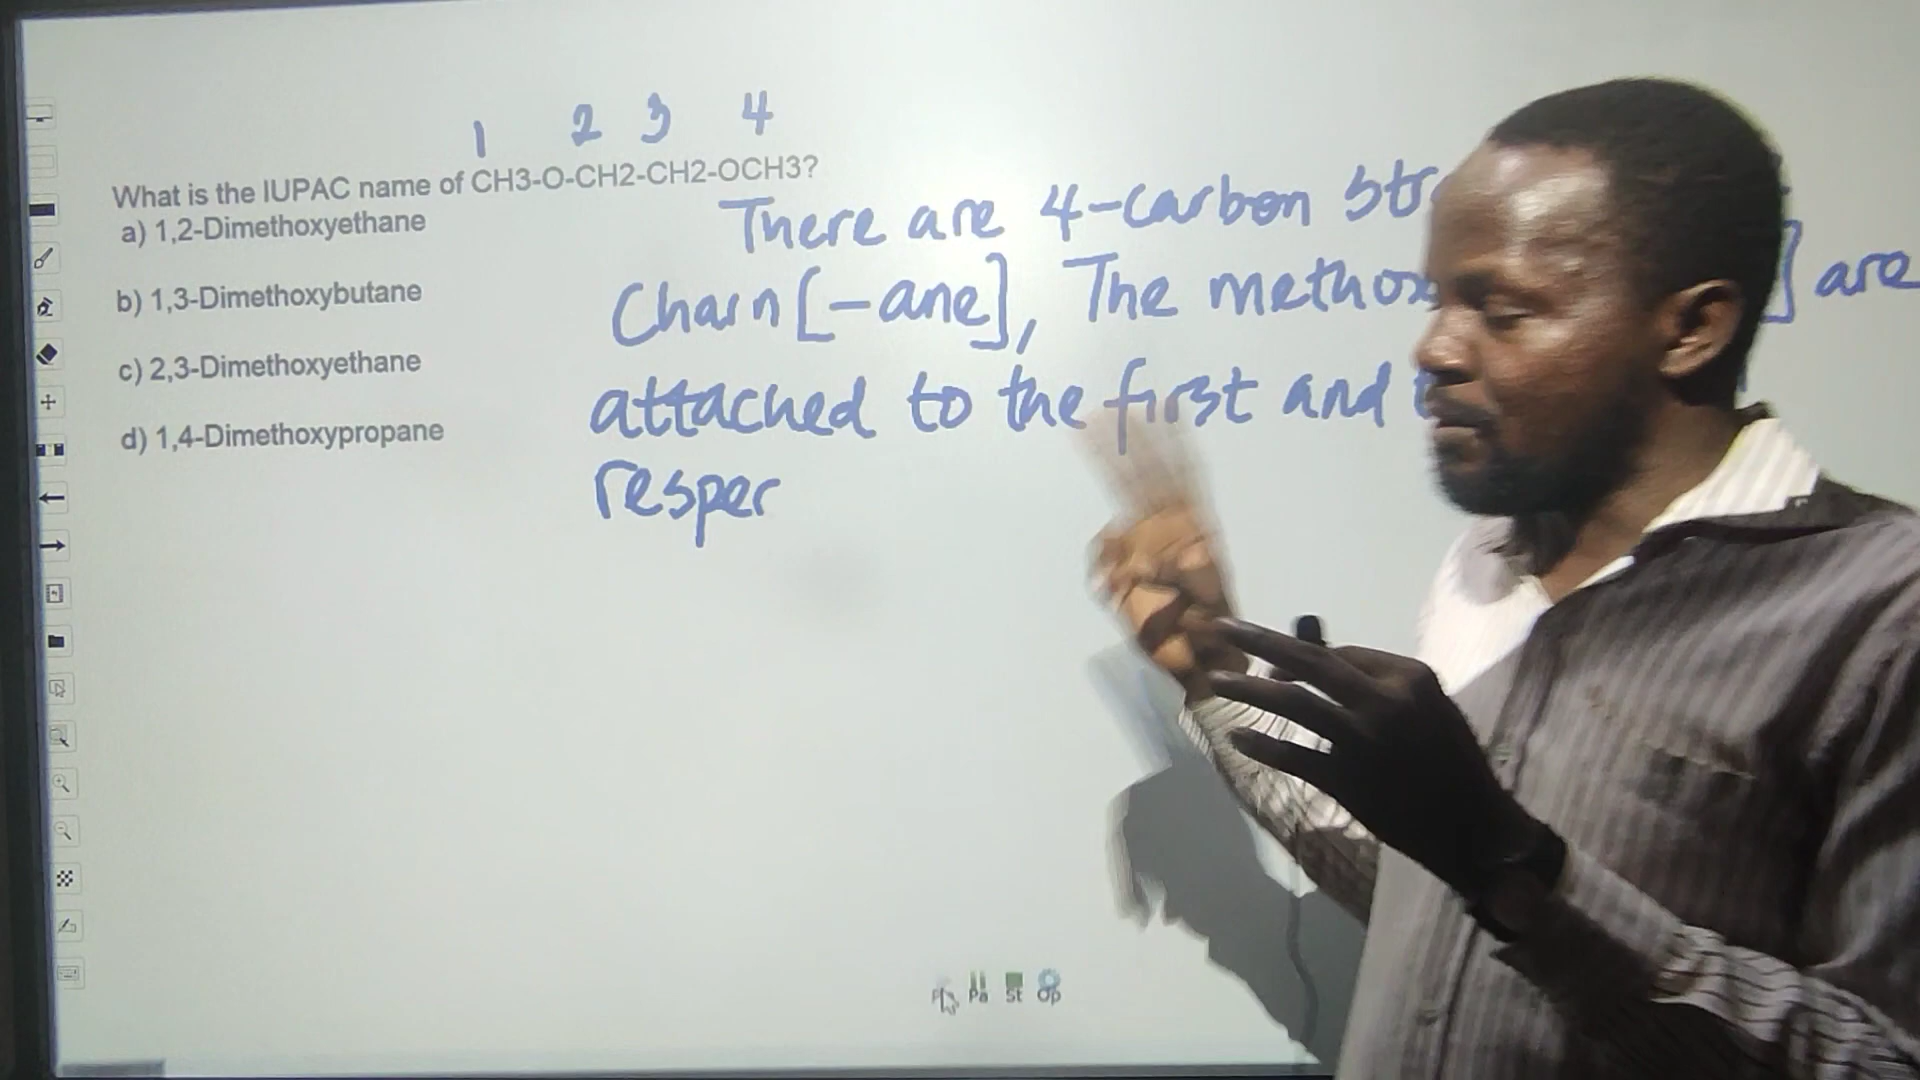 1 2 3 4
What is the IUPAC name of CH3-O-CH2-CH2-OCH3?
a) 1,2-Dimethoxyethane
b) 1,3-Dimethoxybutane
c) 2,3-Dimethoxyethane
d) 1,4-Dimethoxypropane
There are 4-carbon
Chain [-ane], The ] are
attached to the first and
resper
Pa St Op